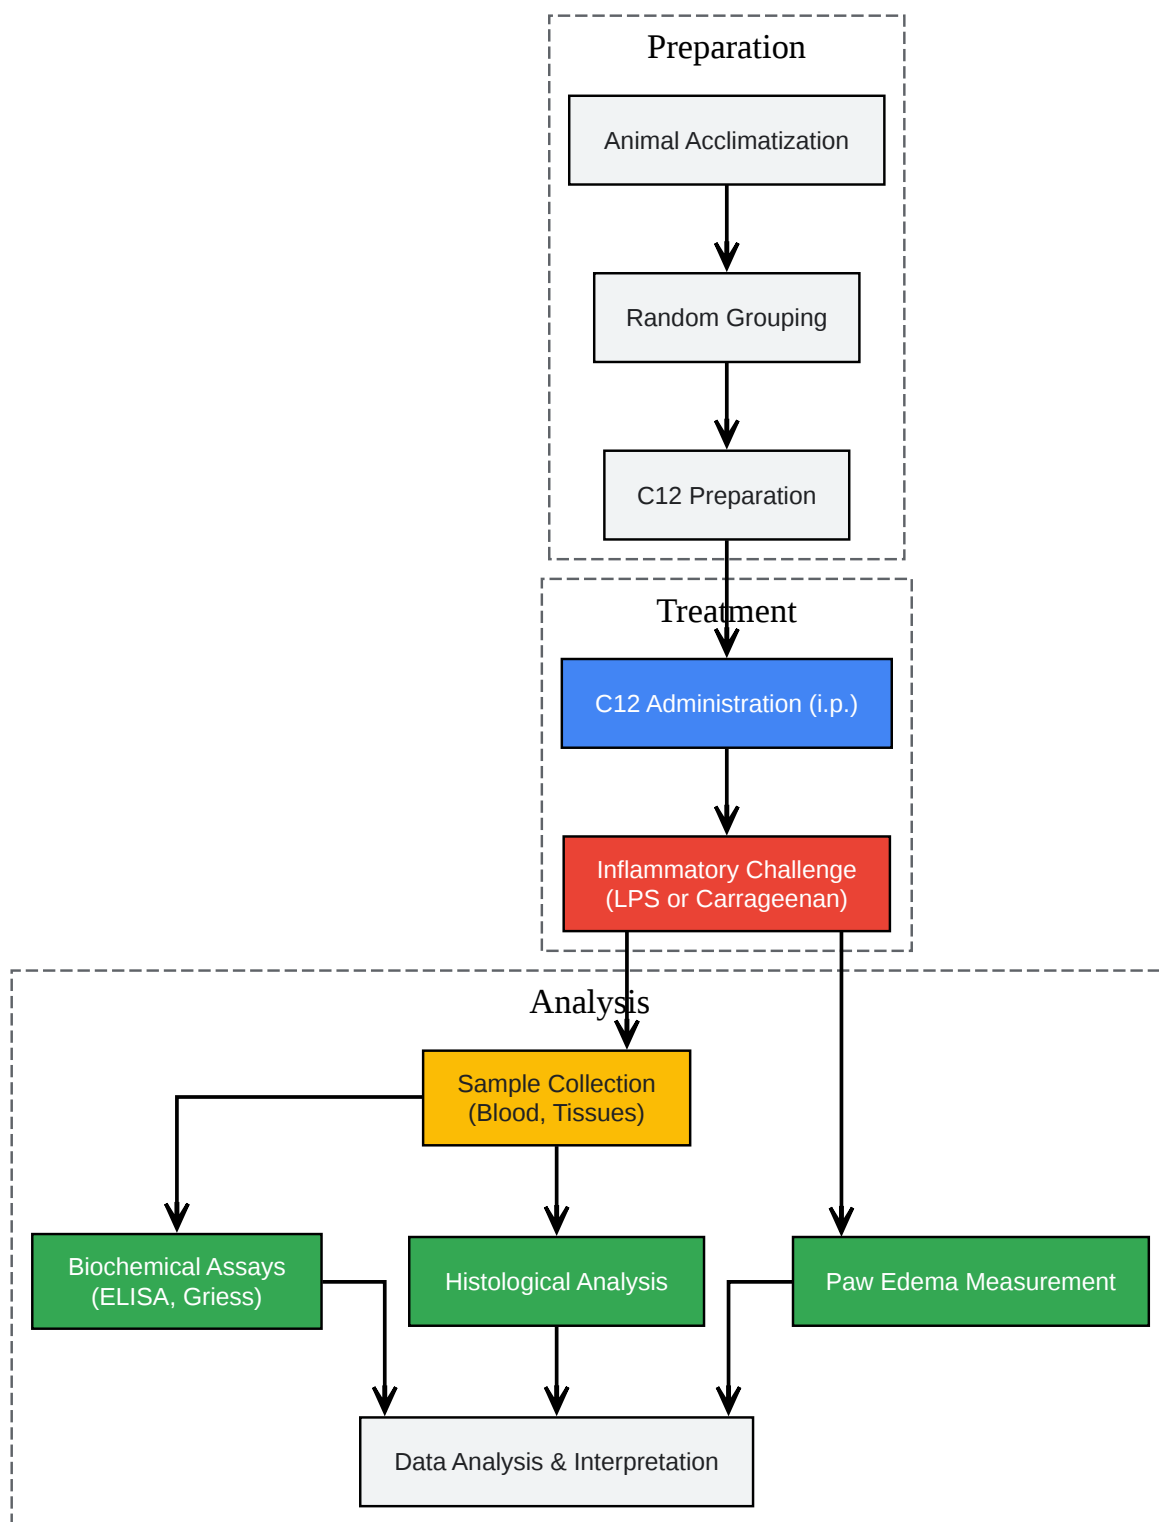 Preparation
Animal Acclimatization
Random Grouping
C12 Preparation
Treatment
C12 Administration (i.p.)
Inflammatory Challenge
(LPS or Carrageenan)
Analysis
Sample Collection
(Blood, Tissues)
Biochemical Assays
(ELISA, Griess)
Histological Analysis
Paw Edema Measurement
Data Analysis & Interpretation